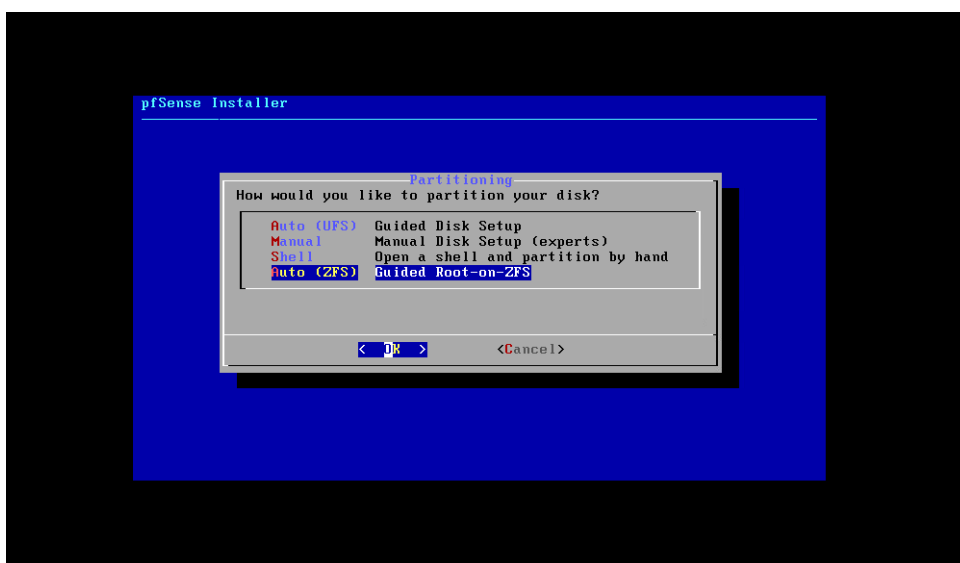 pfSense Installer
Partitioning
How would you like to partition your disk?
Auto (UFS) Guided Disk Setup
Manual Manual Disk Setup (experts)
Shell Open a shell and partition by hand
Auto (ZFS) Guided Root-on-ZFS
< OK > <Cancel>